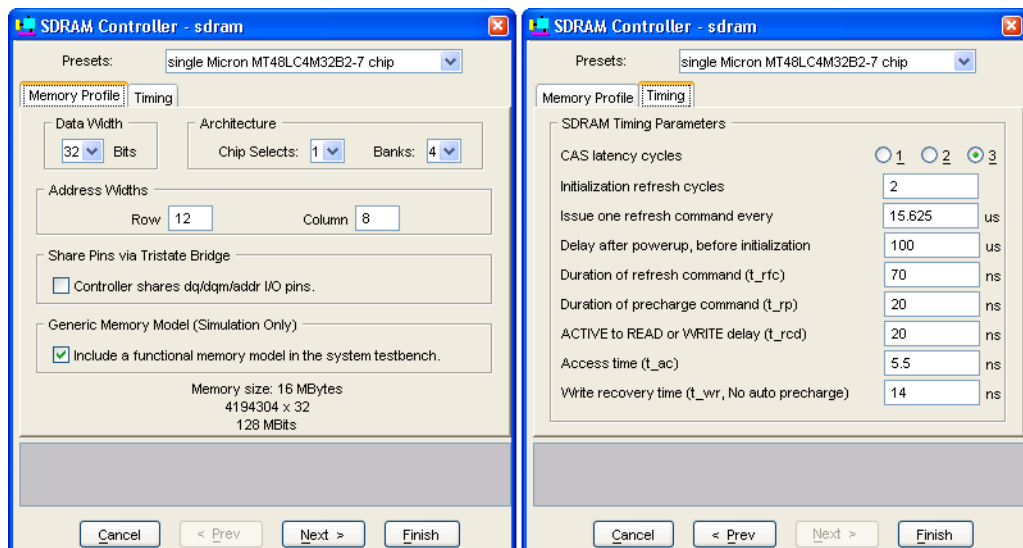 SDRAM Controller - sdram
Presets: single Micron MT48LC4M32B2-7 chip
Memory Profile Timing
Data Width
32 Bits
Architecture
Chip Selects: 1 Banks: 4
Address Widths
Row 12 Column 8
Share Pins via Tristate Bridge
Controller shares dq/dqm/addr I/O pins.
Generic Memory Model (Simulation Only)
Include a functional memory model in the system testbench.
Memory size: 16 MBytes
4194304 x 32
128 MBits
Cancel < Prev Next > Finish
SDRAM Controller - sdram
Presets: single Micron MT48LC4M32B2-7 chip
Memory Profile Timing
SDRAM Timing Parameters
CAS latency cycles 1 2 3
Initialization refresh cycles 2
Issue one refresh command every 15.625 us
Delay after powerup, before initialization 100 us
Duration of refresh command (t_rfc) 70 ns
Duration of precharge command (t_rp) 20 ns
ACTIVE to READ or WRITE delay (t_rcd) 20 ns
Access time (t_ac) 5.5 ns
Write recovery time (t_wr, No auto precharge) 14 ns
Cancel < Prev Next > Finish